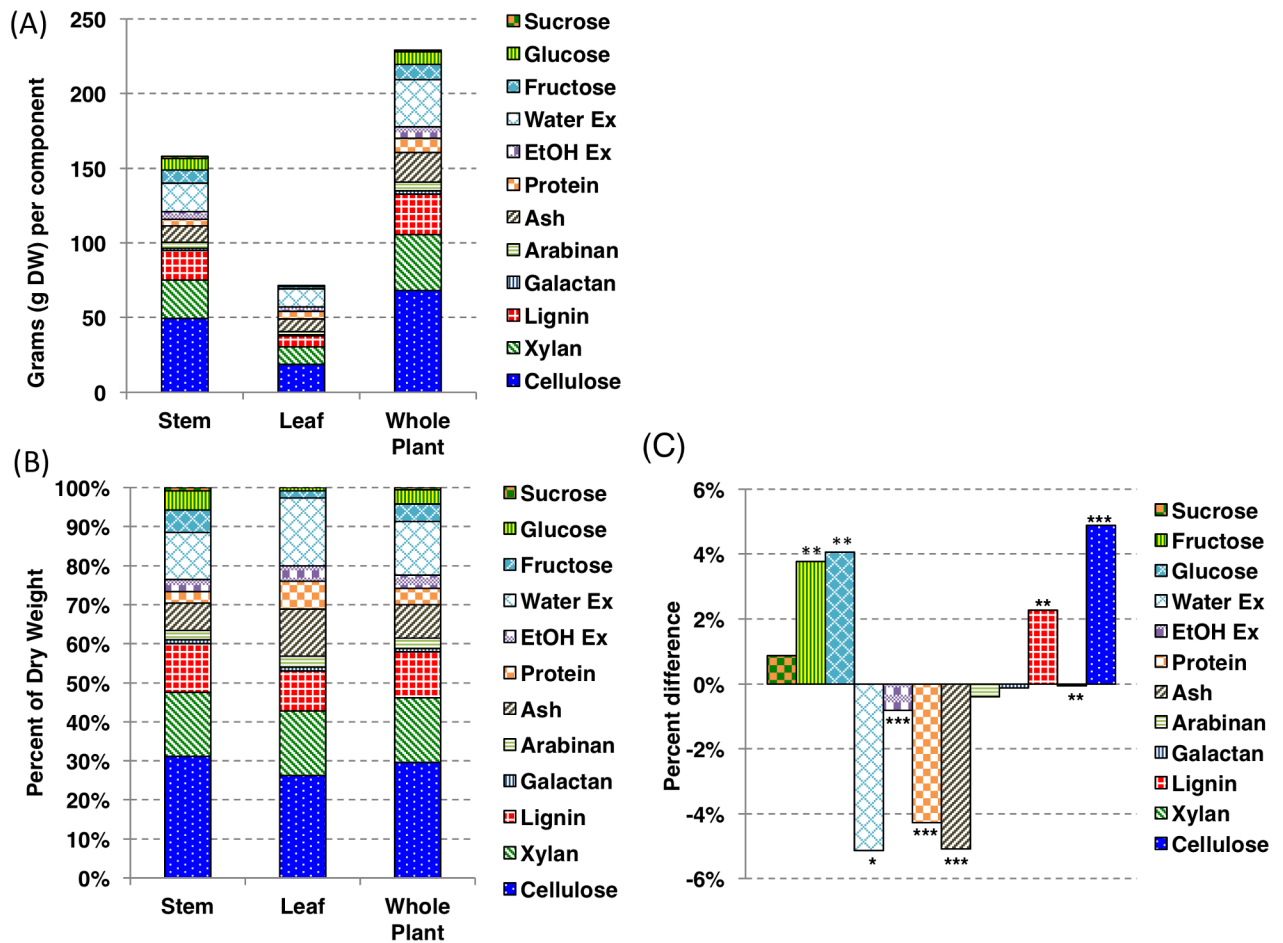 (A)
250
200
150
100
50
0
Grams (g DW) per component
Stem
Leaf
Whole
Plant
Sucrose
Glucose
Fructose
Water Ex
EtOH Ex
Protein
Ash
Arabinan
Galactan
Lignin
Xylan
Cellulose
(B)
100%
90%
80%
70%
60%
50%
40%
30%
20%
10%
0%
Percent of Dry Weight
Stem
Leaf
Whole
Plant
Sucrose
Glucose
Fructose
Water Ex
EtOH Ex
Protein
Ash
Arabinan
Galactan
Lignin
Xylan
Cellulose
(C)
6%
4%
2%
0%
-2%
-4%
-6%
Percent difference
**
**
*
***
***
***
**
**
***
Sucrose
Fructose
Glucose
Water Ex
EtOH Ex
Protein
Ash
Arabinan
Galactan
Lignin
Xylan
Cellulose